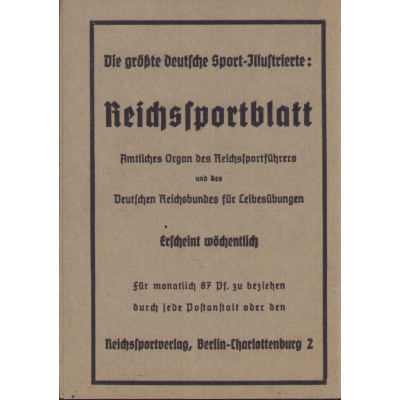 Die größte deutsche Sport-Illustrierte:
Reichssportblatt
Amtliches Organ des Reichssportführers
und des
Deutschen Reichsbundes für Leibesübungen
Erscheint wöchentlich
Für monatlich 87 Pf. zu beziehen
durch jede Postanstalt oder den
Reichssportverlag, Berlin-Charlottenburg 2